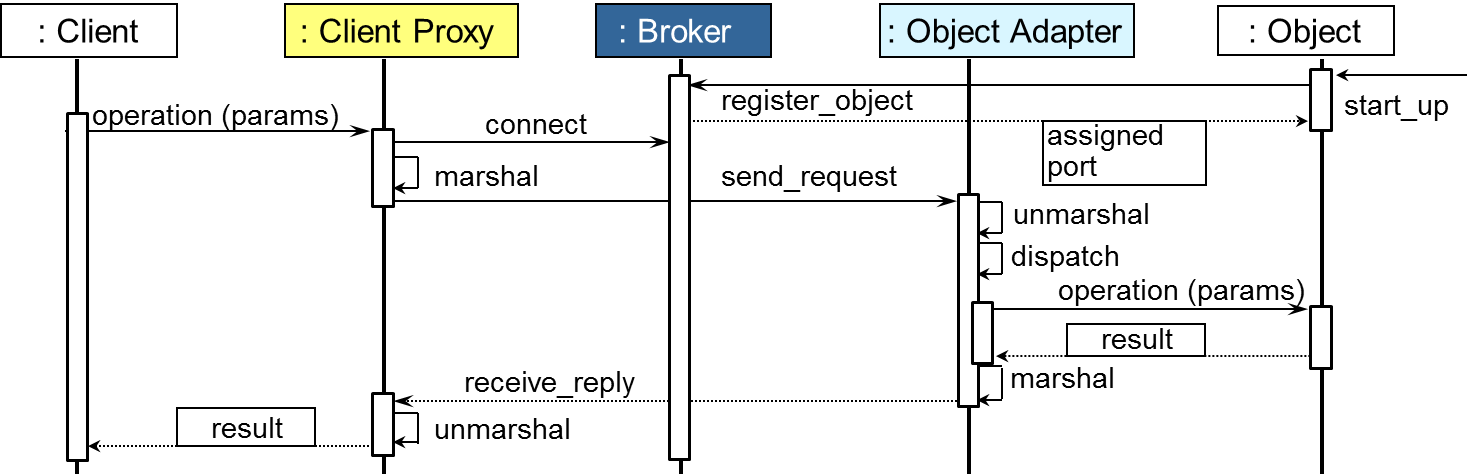 : Client
: Client Proxy
: Broker
: Object Adapter
: Object
register_object
start_up
operation (params)
connect
assigned
port
marshal
send_request
unmarshal
dispatch
operation (params)
result
marshal
receive_reply
result
unmarshal